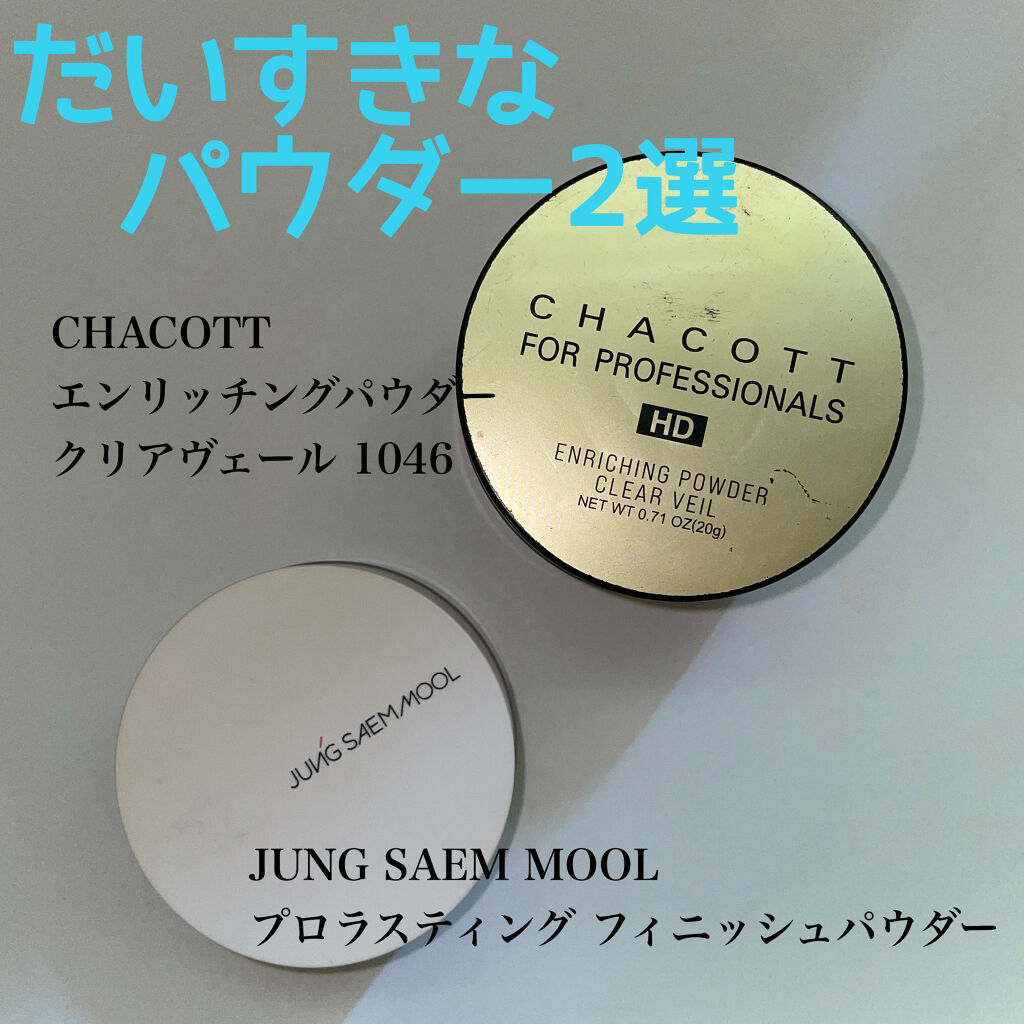 だいすきな
パウダー2選
CHACOTT
エンリッチングパウダー
クリアヴェール 1046
CHACOTT
FOR PROFESSIONALS
HD
ENRICHING POWDER
CLEAR VEIL
NET WT 0.71 OZ(20g)
JUNG SAEM MOOL
JUNG SAEM MOOL
プロラスティング フィニッシュパウダー